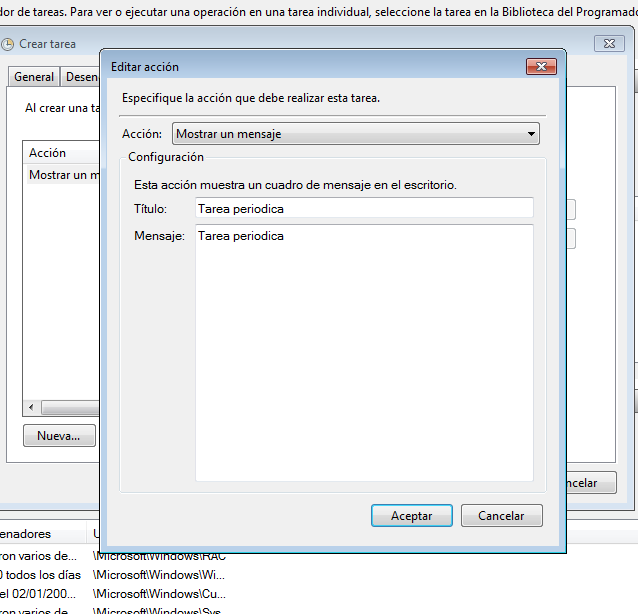 dor de tareas. Para ver o ejecutar una operación en una tarea individual, seleccione la tarea en la Biblioteca del Programado
Crear tarea
General
Desen
Al crear una ta
Acción
Mostrar un m
Nueva...
ncelar
Editar acción
Especifique la acción que debe realizar esta tarea.
Acción: Mostrar un mensaje
Configuración
Esta acción muestra un cuadro de mensaje en el escritorio.
Título: Tarea periodica
Mensaje: Tarea periodica
Aceptar Cancelar
enadores
ron varios de... \Microsoft\Windows\RAC
0 todos los días \Microsoft\Windows\Wi...
el 02/01/200... \Microsoft\Windows\Cu...
ron varios de... \Microsoft\Windows\Sys